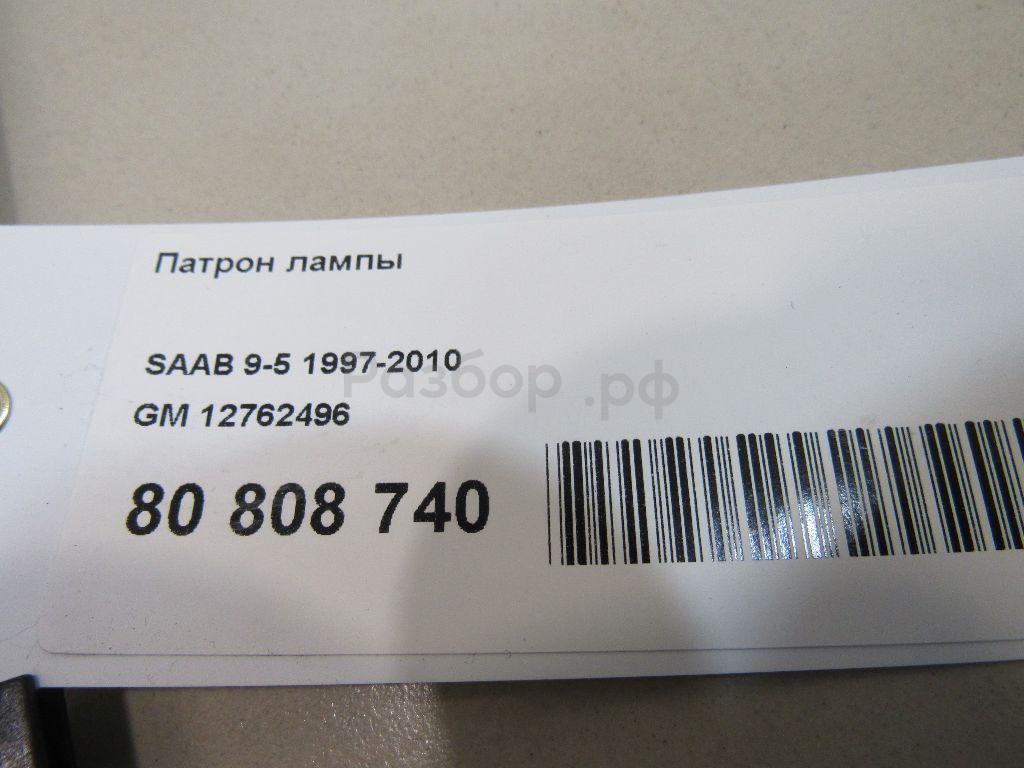 Патрон лампы
SAAB 9-5 1997-2010
Разбор .рф
GM 12762496
80 808 740